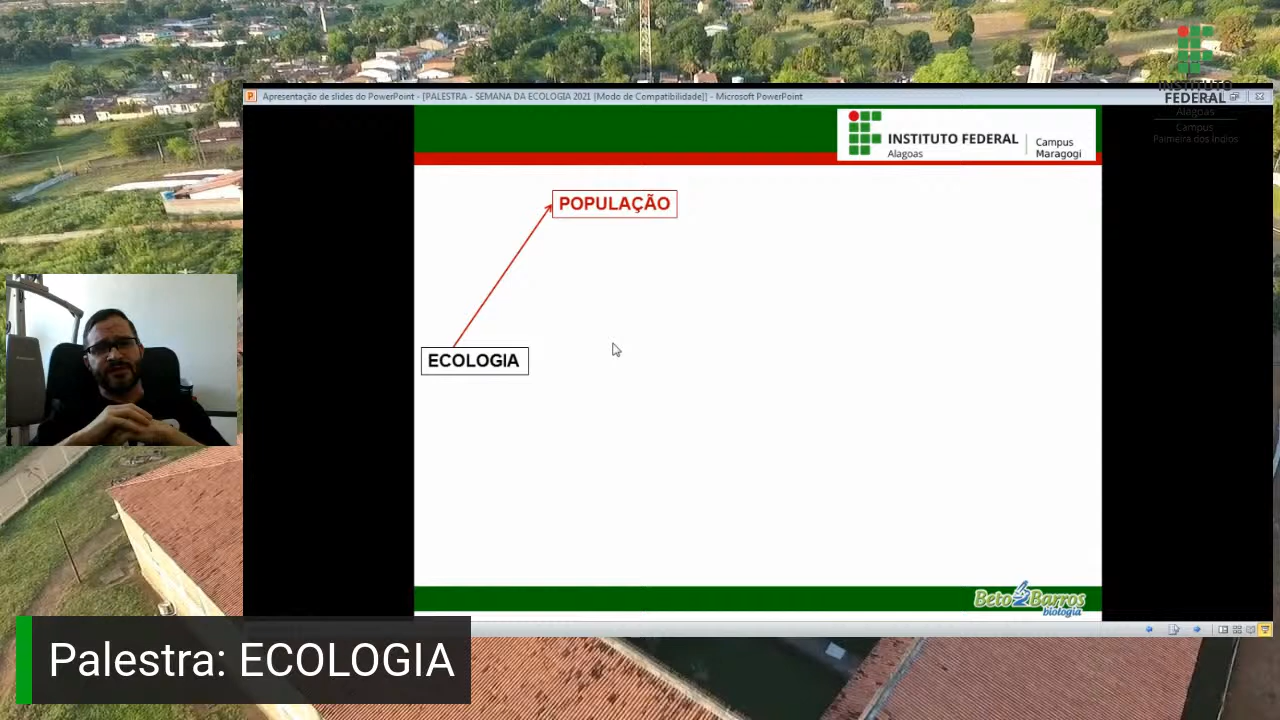 Apresentação de slides do PowerPoint - [PALESTRA - SEMANA DA ECOLOGIA 2021 [Modo de Compatibilidade]] - Microsoft PowerPoint
INSTITUTO
FEDERAL
Alagoas
Campus
Palmeira dos Índios
INSTITUTO FEDERAL
Alagoas
Campus
Maragogi
POPULAÇÃO
ECOLOGIA
Beto Barros
biologia
Palestra: ECOLOGIA